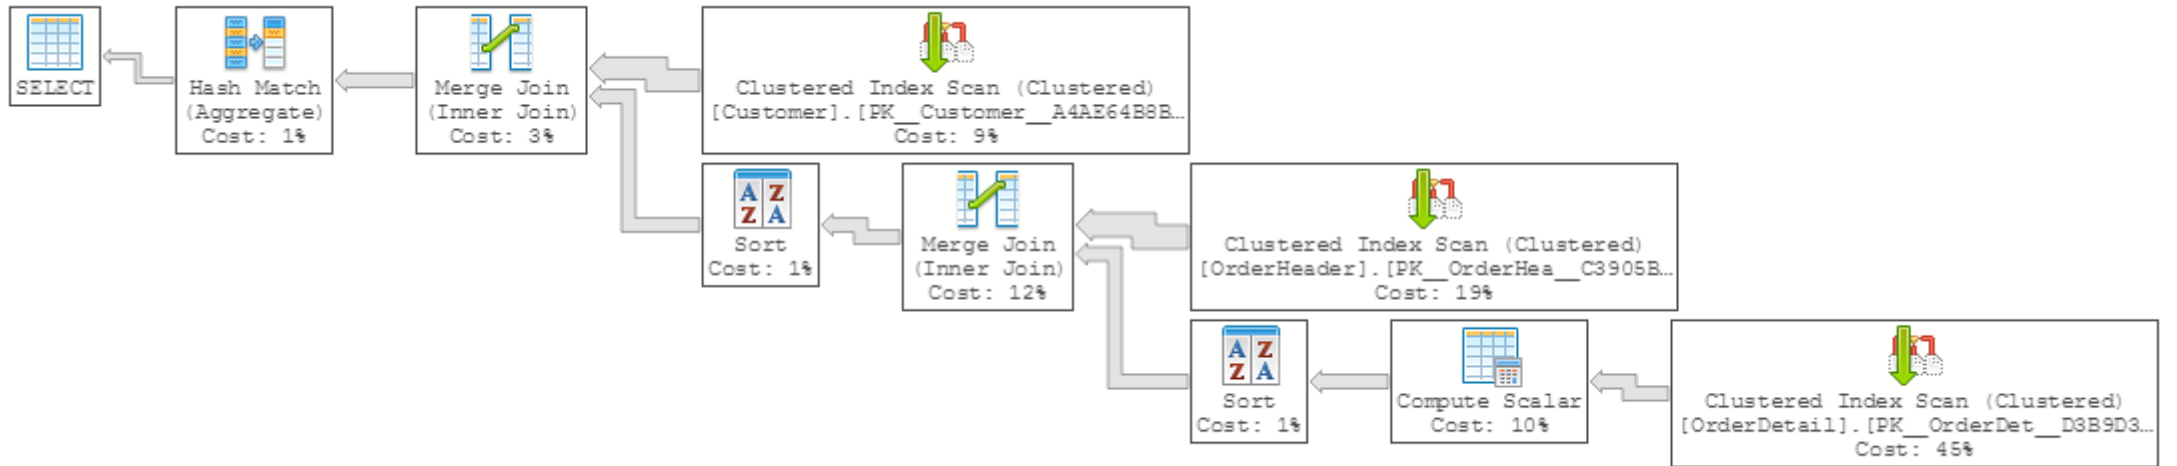 SELECT
Hash Match
(Aggregate)
Cost: 1%
Merge Join
(Inner Join)
Cost: 3%
Clustered Index Scan (Clustered)
[Customer].[PK__Customer__A4AE64B8B…
Cost: 9%
A Z
Z A
Sort
Cost: 1%
Merge Join
(Inner Join)
Cost: 12%
Clustered Index Scan (Clustered)
[OrderHeader].[PK__OrderHea__C3905B…
Cost: 19%
A Z
Z A
Sort
Cost: 1%
Compute Scalar
Cost: 10%
Clustered Index Scan (Clustered)
[OrderDetail].[PK__OrderDet__D3B9D3…
Cost: 45%